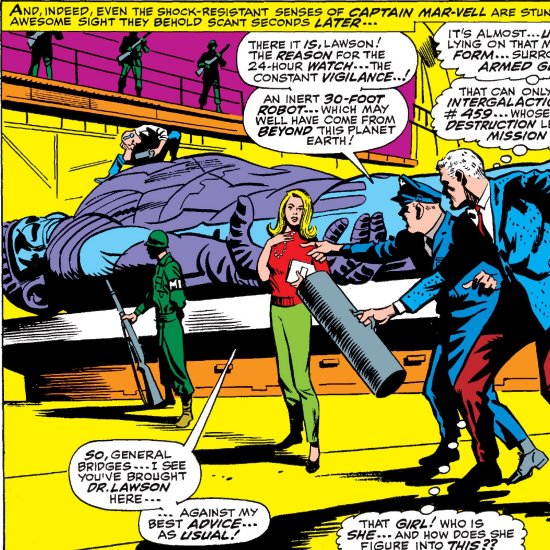 AND, INDEED, EVEN THE SHOCK-RESISTANT SENSES OF CAPTAIN MAR-VELL ARE STUN
AWESOME SIGHT THEY BEHOLD SCANT SECONDS LATER...
THERE IT IS, LAWSON!
THE REASON FOR THE
24-HOUR WATCH---THE
CONSTANT VIGILANCE...!
AN INERT 30-FOOT
ROBOT---WHICH MAY
WELL HAVE COME FROM
BEYOND THIS PLANET
EARTH!
IT'S ALMOST...U
LYING ON THAT M
FORM... SURRO
ARMED G
THAT CAN ONLY
INTERGALACTIC
# 459...WHOSE
DESTRUCTION L
MISSION
MP
SO, GENERAL
BRIDGES---I SEE
YOU'VE BROUGHT
DR. LAWSON
HERE---
... AGAINST MY
BEST ADVICE---
AS USUAL!
THAT GIRL! WHO IS
SHE---AND HOW DOES SHE
FIGURE INTO THIS??